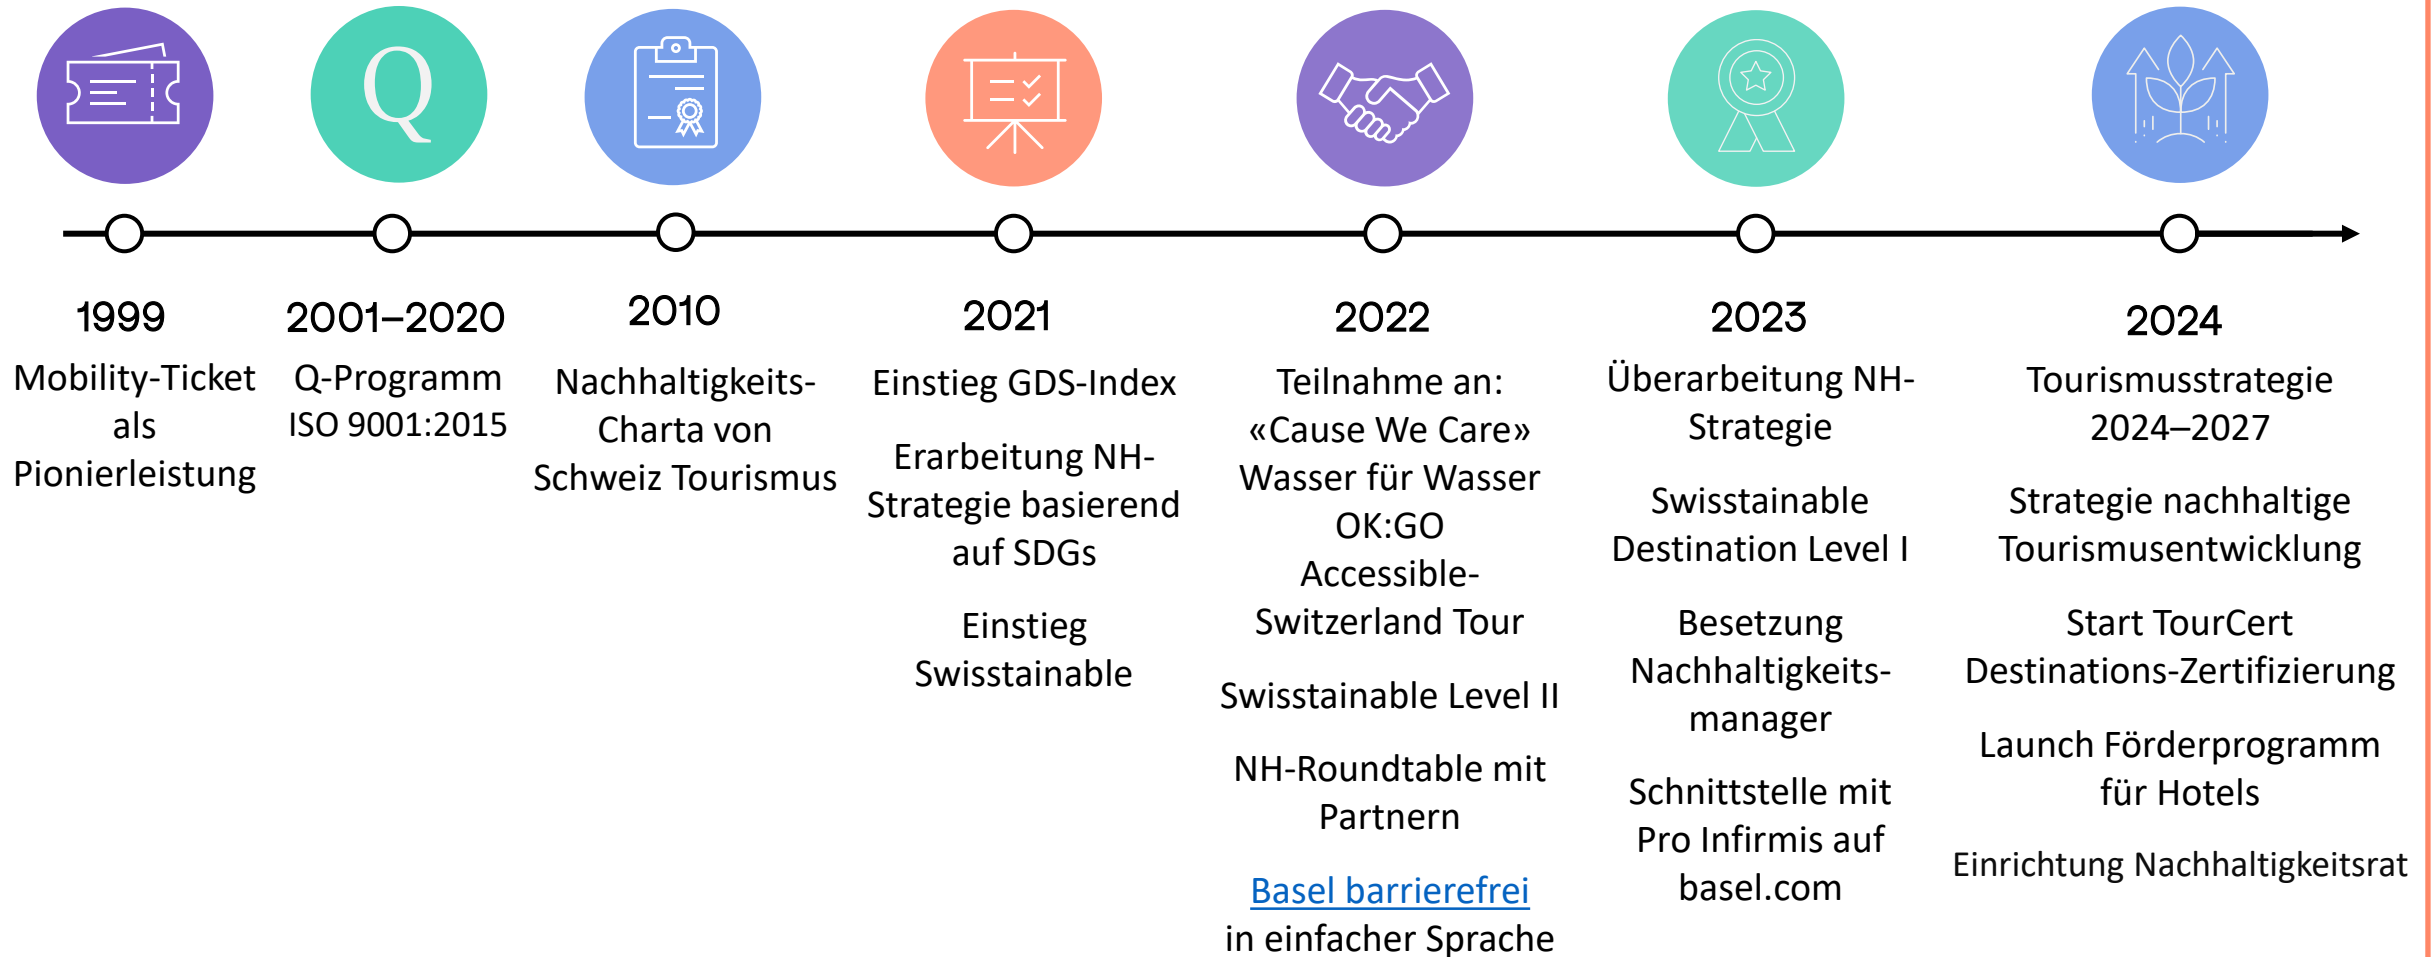 Q
1999
Mobility-Ticket
als
Pionierleistung
2001–2020
Q-Programm
ISO 9001:2015
2010
Nachhaltigkeits-
Charta von
Schweiz Tourismus
2021
Einstieg GDS-Index
Erarbeitung NH-
Strategie basierend
auf SDGs
Einstieg
Swisstainable
2022
Teilnahme an:
«Cause We Care»
Wasser für Wasser
OK:GO
Accessible-
Switzerland Tour
Swisstainable Level II
NH-Roundtable mit
Partnern
Basel barrierefrei
in einfacher Sprache
2023
Überarbeitung NH-
Strategie
Swisstainable
Destination Level I
Besetzung
Nachhaltigkeits-
manager
Schnittstelle mit
Pro Infirmis auf
basel.com
2024
Tourismusstrategie
2024–2027
Strategie nachhaltige
Tourismusentwicklung
Start TourCert
Destinations-Zertifizierung
Launch Förderprogramm
für Hotels
Einrichtung Nachhaltigkeitsrat